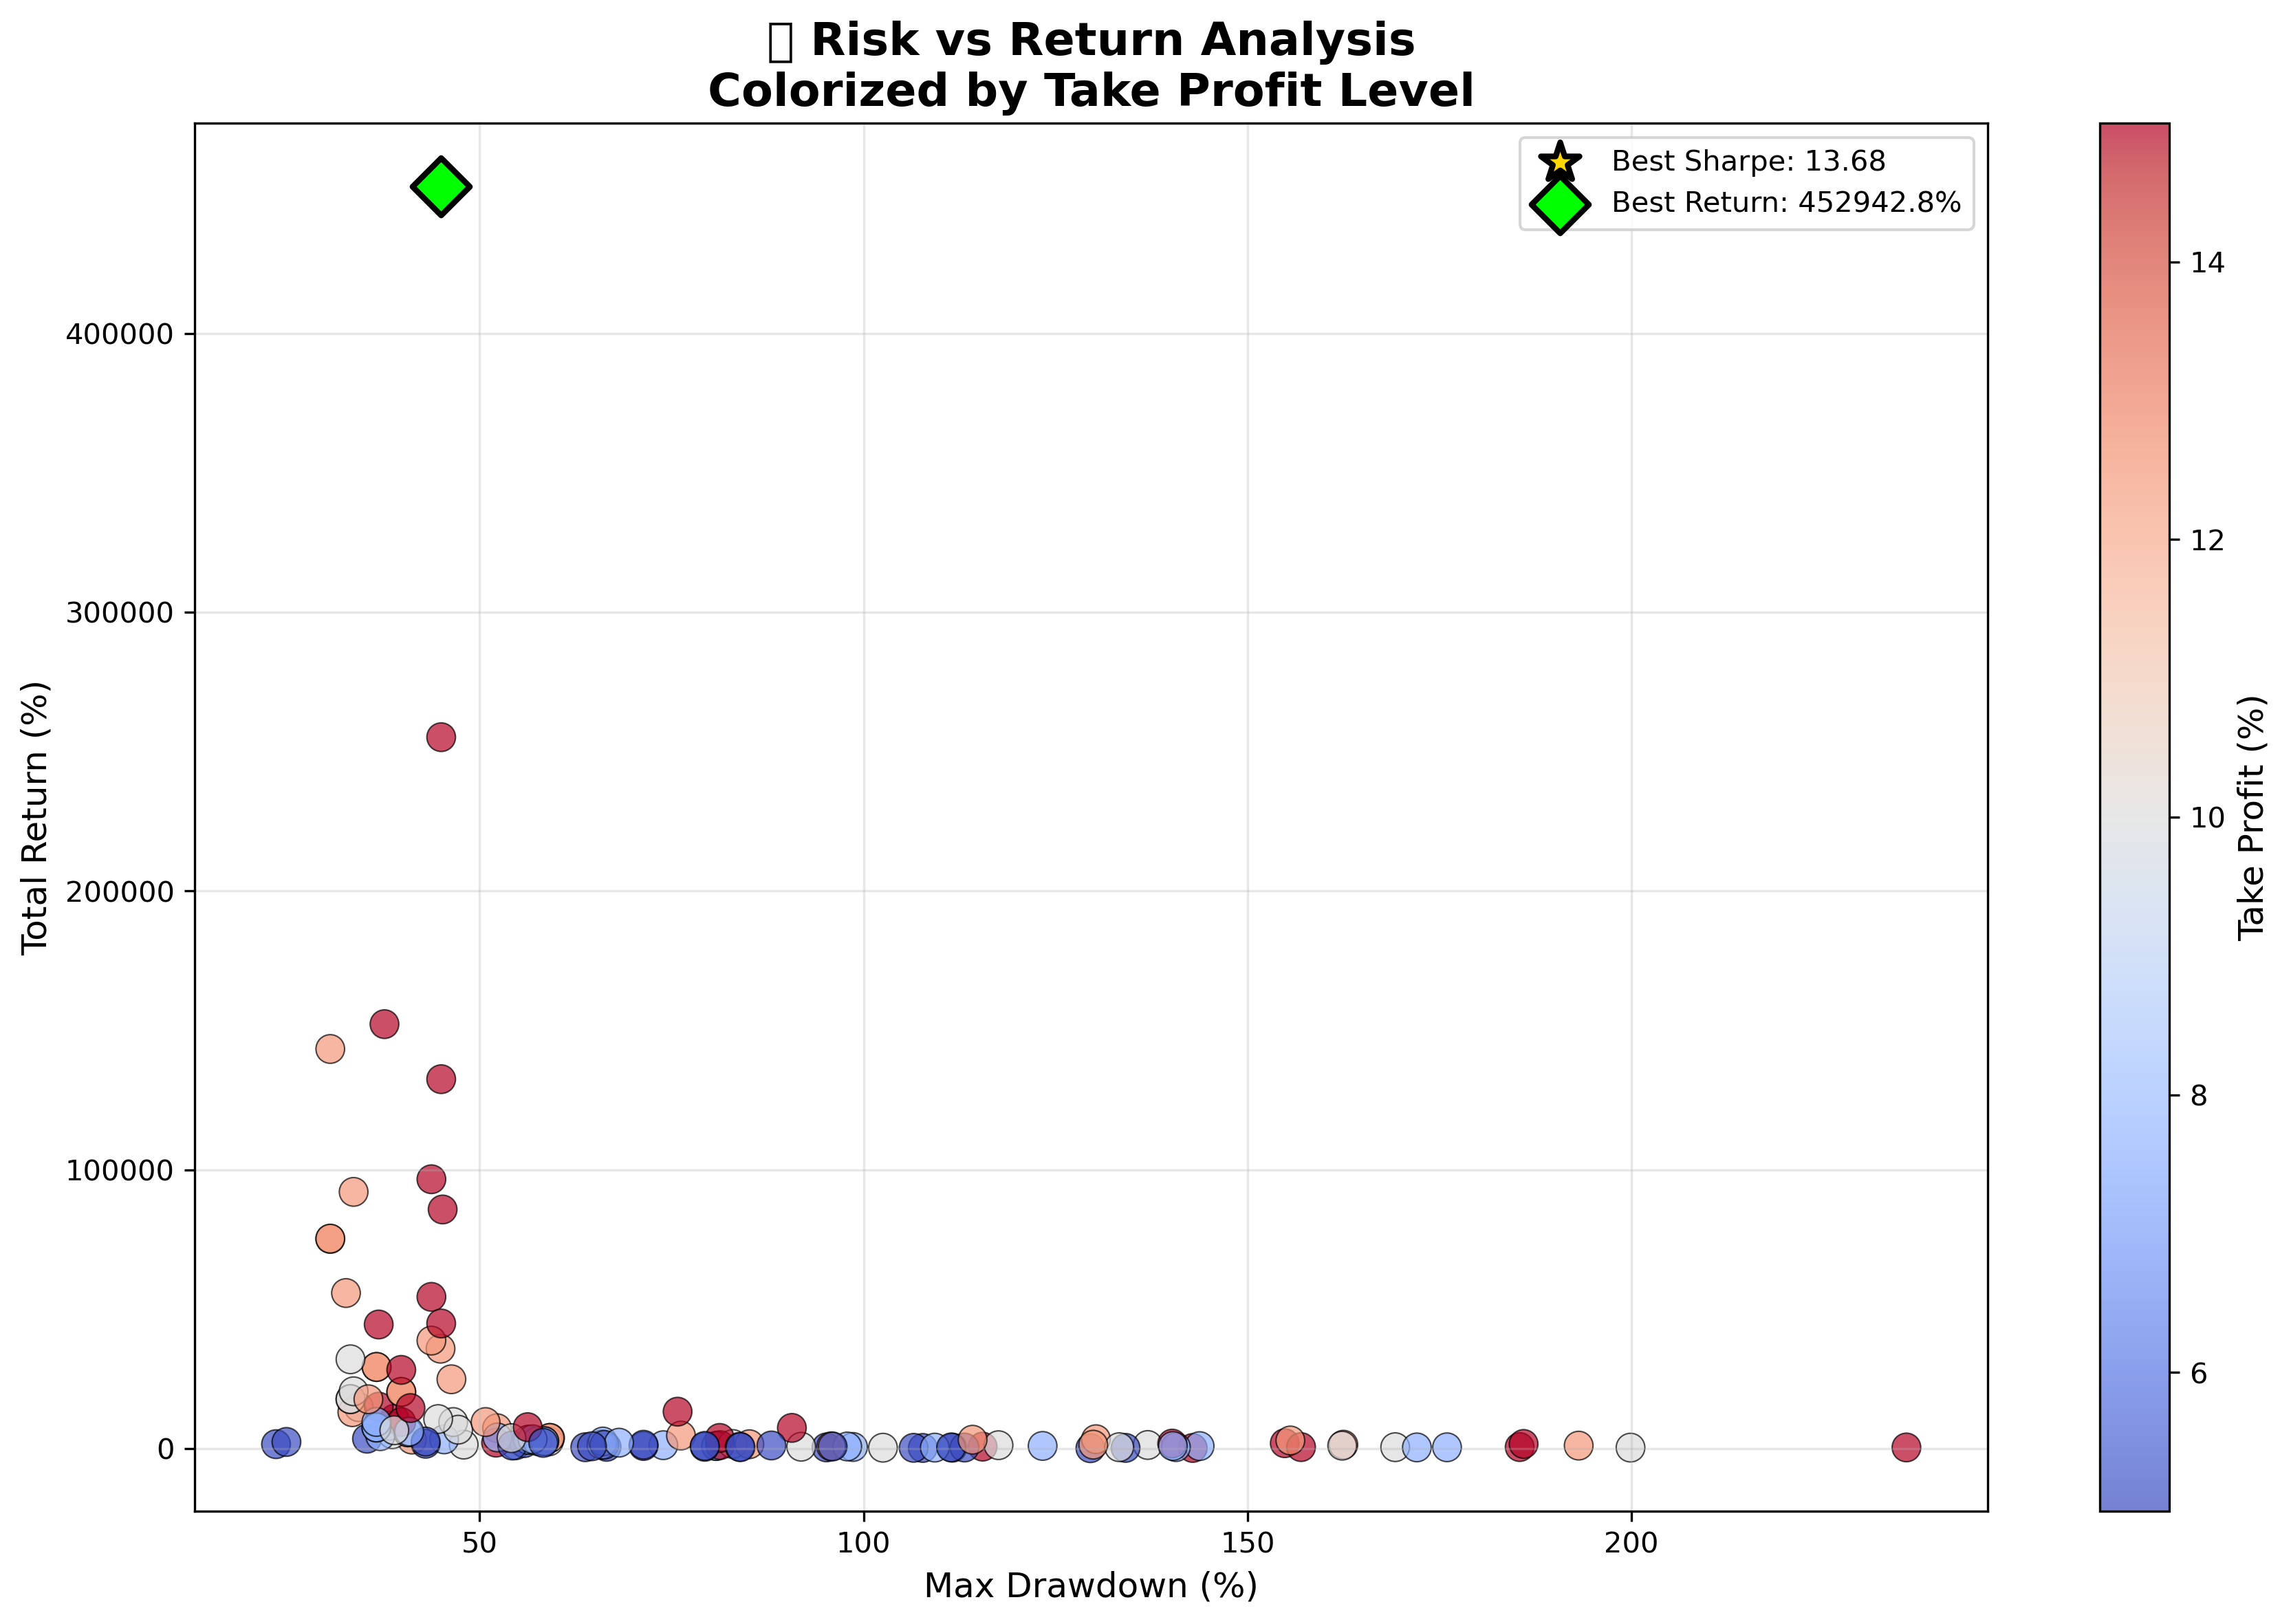 Risk vs Return Analysis
Colorized by Take Profit Level
Best Sharpe: 13.68
Best Return: 452942.8%
Total Return (%)
400000
300000
200000
100000
0
50
100
150
200
Max Drawdown (%)
14
12
10
8
6
Take Profit (%)